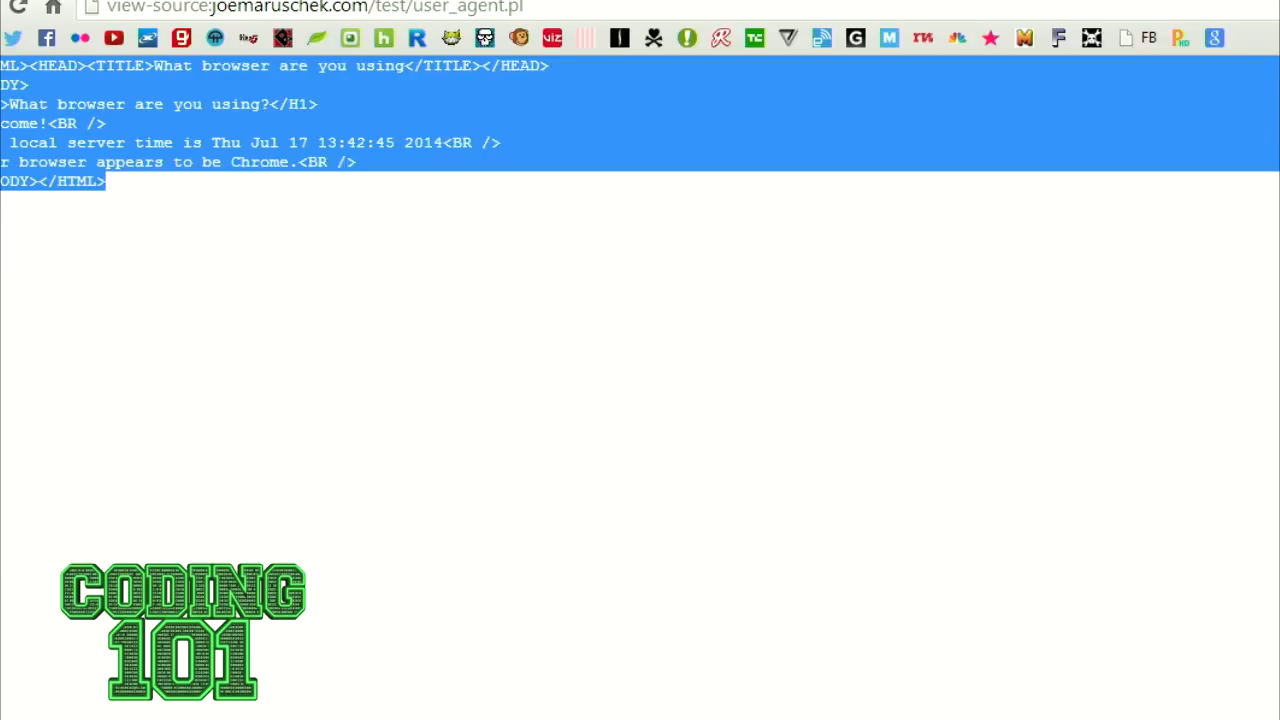 view-source:joemaruschek.com/test/user_agent.pl
FB
ML><HEAD><TITLE>What browser are you using</TITLE></HEAD>
DY>
>What browser are you using?</H1>
come!<BR />
local server time is Thu Jul 17 13:42:45 2014<BR />
r browser appears to be Chrome.<BR />
ODY></HTML>
CODING
101